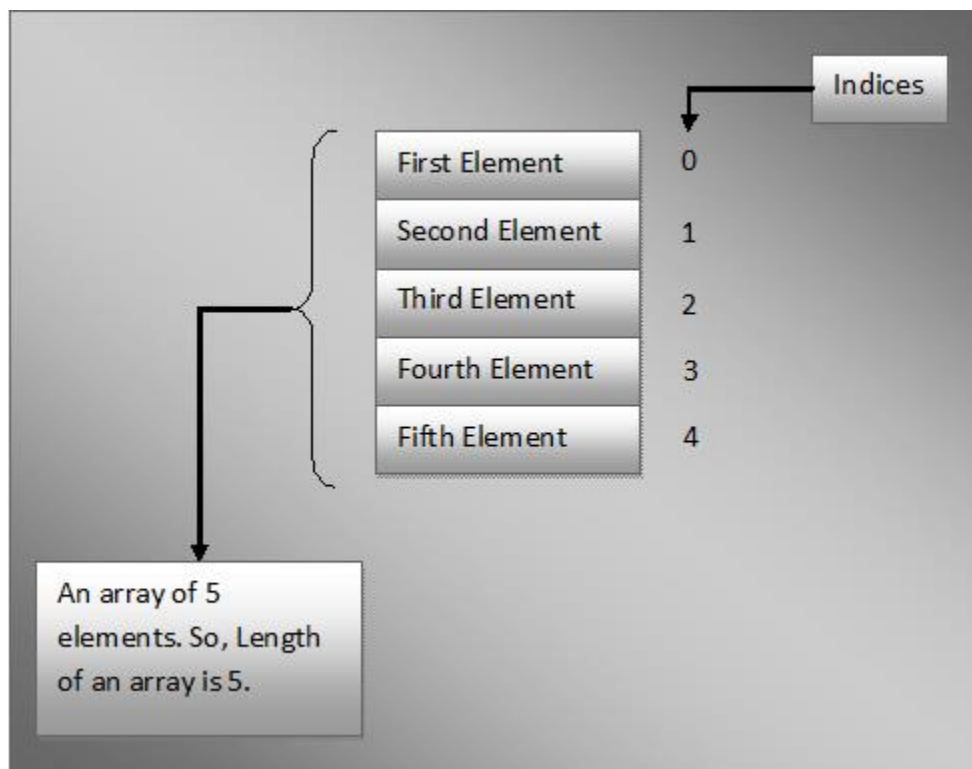 Indices
First Element
0
Second Element
1
Third Element
2
Fourth Element
3
Fifth Element
4
An array of 5
elements. So, Length
of an array is 5.